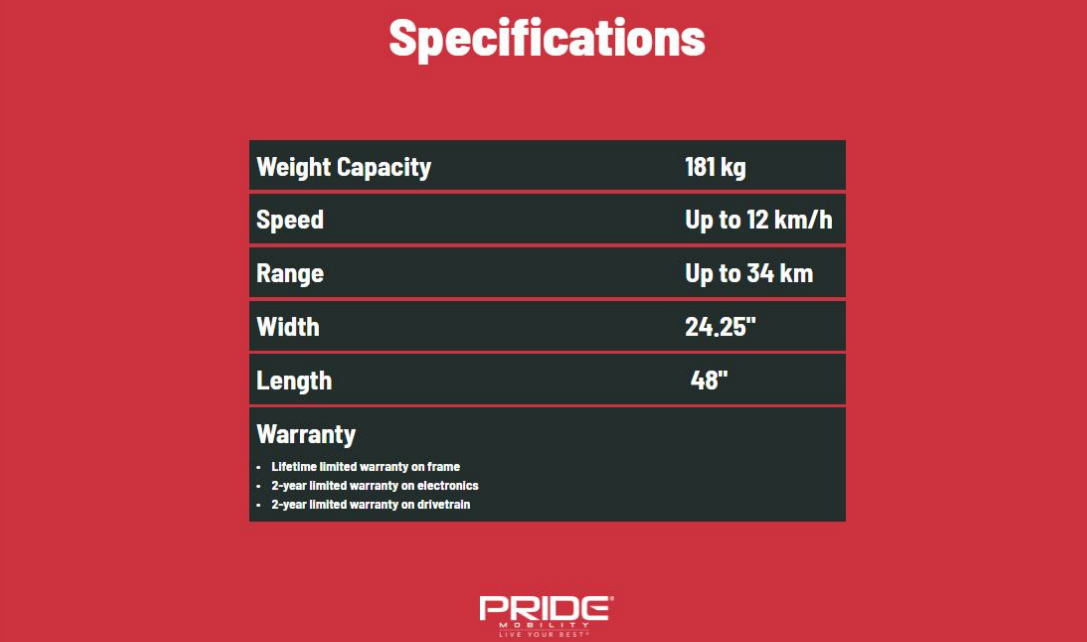 Specifications
Weight Capacity 181 kg
Speed Up to 12 km/h
Range Up to 34 km
Width 24.25"
Length 48"
Warranty
• Lifetime limited warranty on frame
• 2-year limited warranty on electronics
• 2-year limited warranty on drivetrain
PRIDE®
MOBILITY
LIVE YOUR BEST®